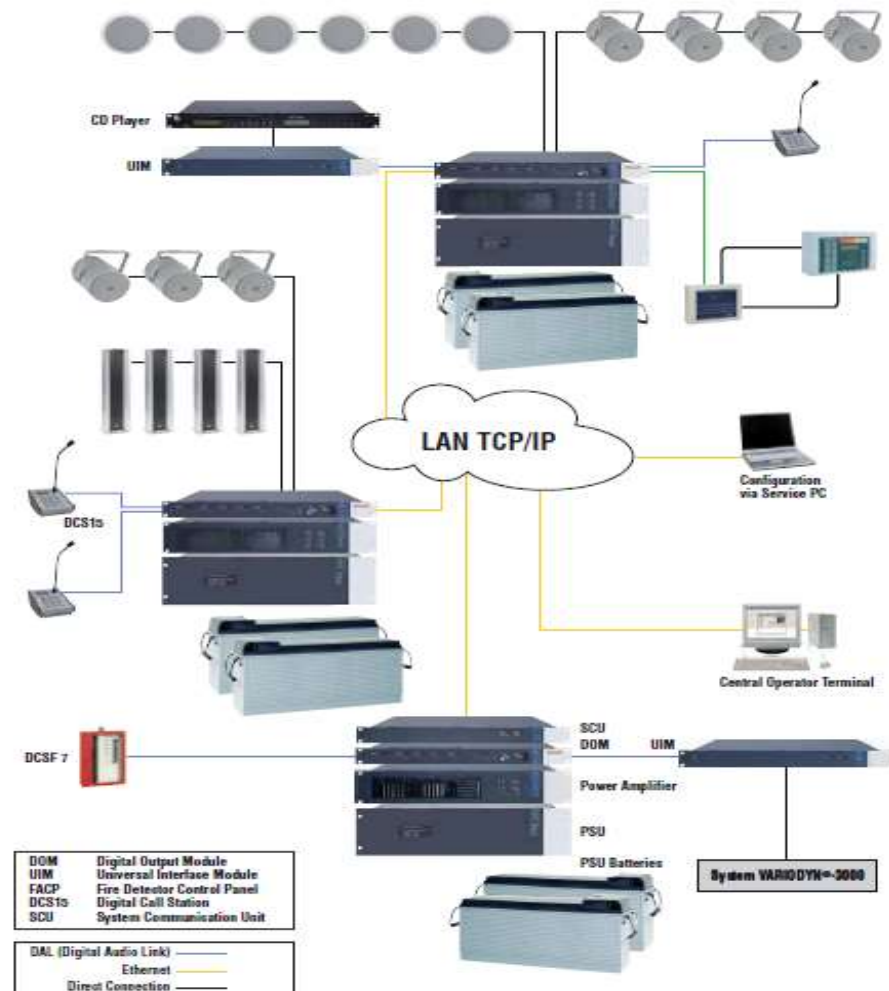 CD Player
UIM
LAN TCP/IP
Configuration
via Service PC
DCS15
Central Operator Terminal
SCU
DOM
UIM
DCSF 7
Power Amplifier
PSU
PSU Batteries
System VARIODYN®-3000
DOM Digital Output Module
UIM Universal Interface Module
FACP Fire Detector Control Panel
DCS15 Digital Call Station
SCU System Communication Unit
DAL (Digital Audio Link)
Ethernet
Direct Connection